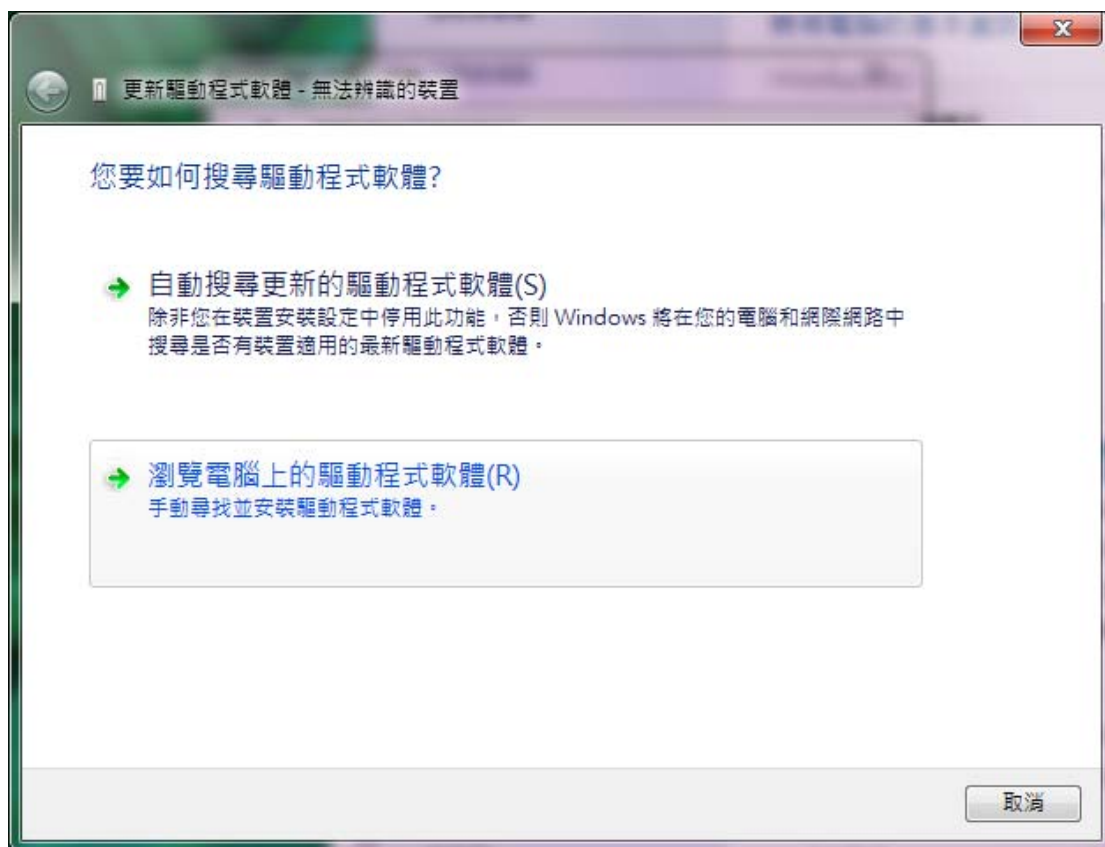 更新驅動程式軟體 - 無法辨識的裝置
您要如何搜尋驅動程式軟體?
自動搜尋更新的驅動程式軟體(S)
除非您在裝置安裝設定中停用此功能，否則 Windows 將在您的電腦和網際網路中
搜尋是否有裝置適用的最新驅動程式軟體。
瀏覽電腦上的驅動程式軟體(R)
手動尋找並安裝驅動程式軟體。
取消